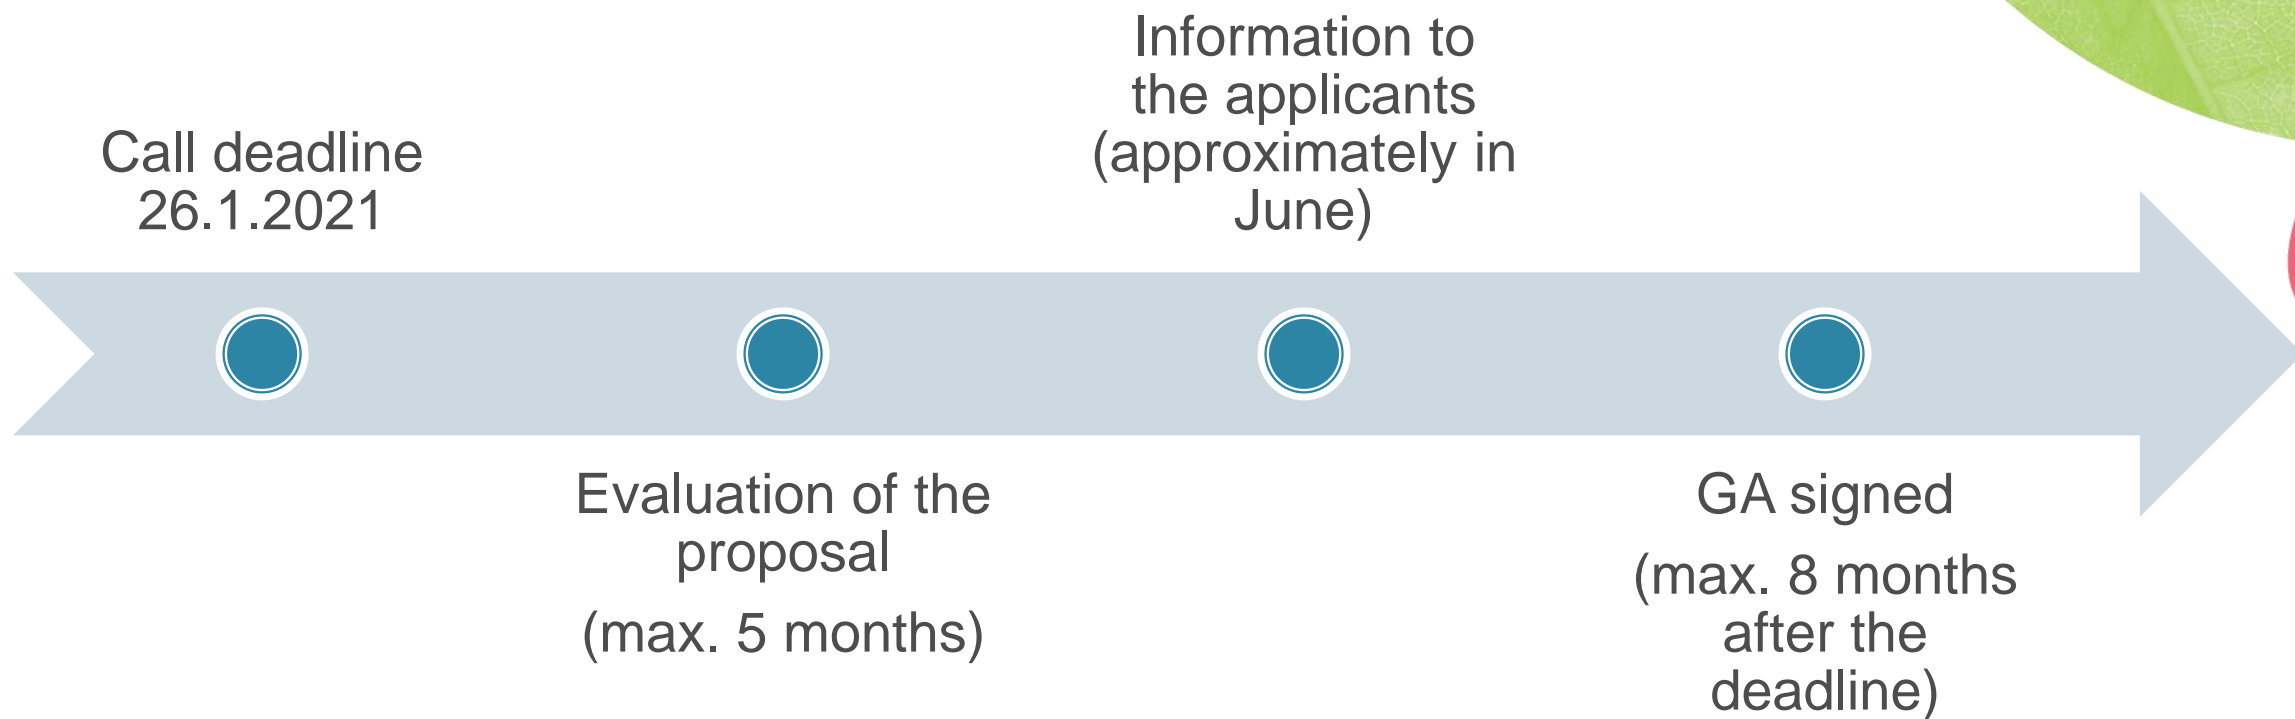 Call deadline
26.1.2021
Evaluation of the
proposal
(max. 5 months)
Information to
the applicants
(approximately in
June)
GA signed
(max. 8 months
after the
deadline)